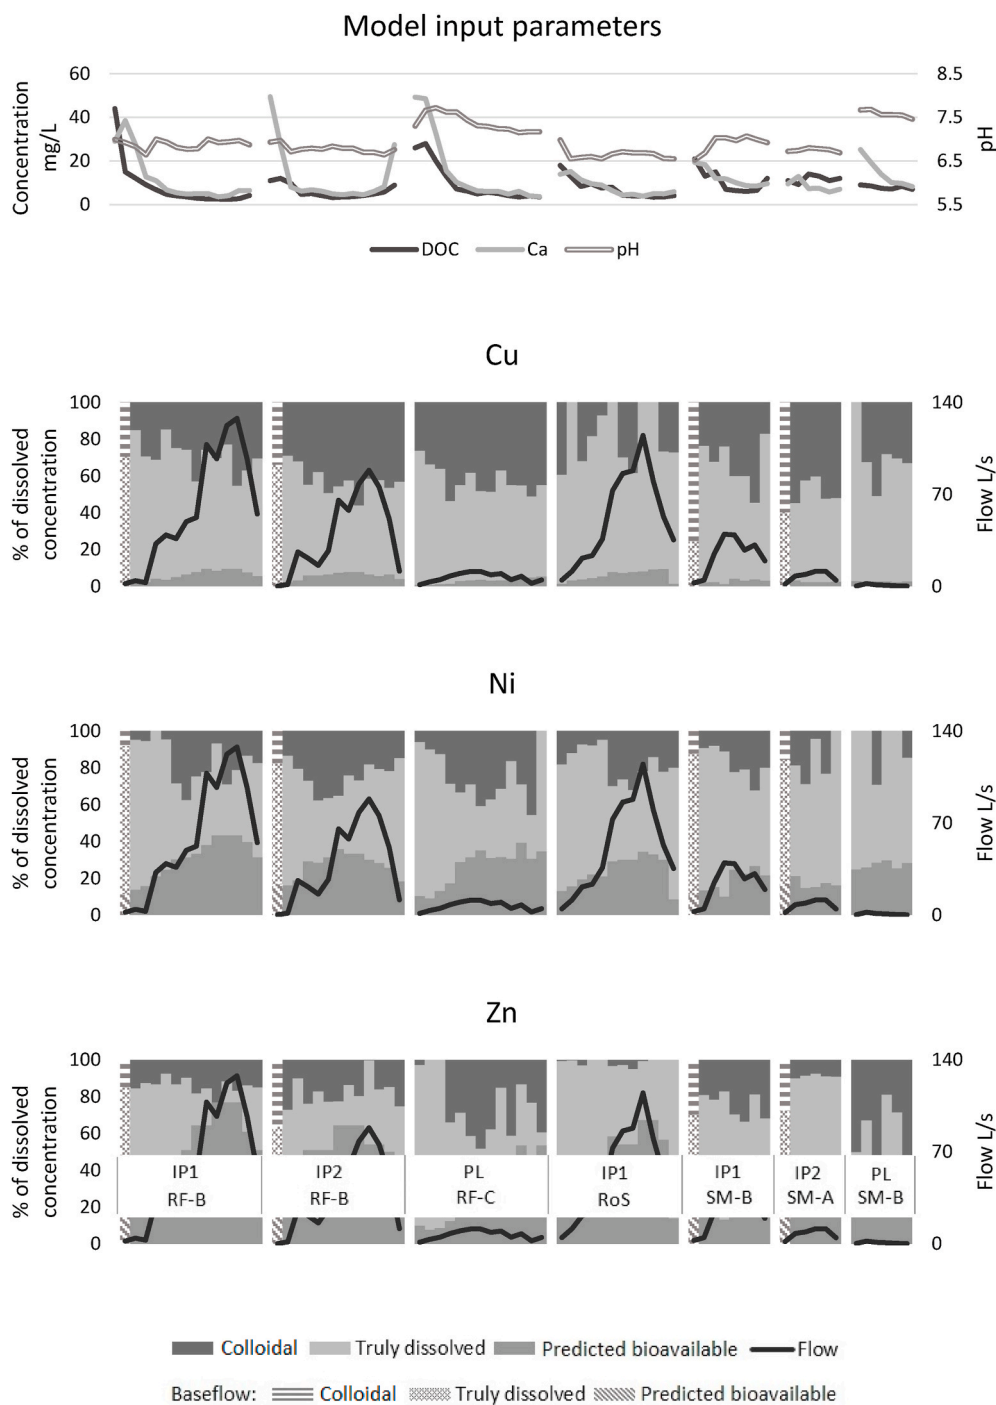 Model input parameters
Concentration
mg/L
60
40
20
0
8.5
7.5
6.5
5.5
pH
DOC Ca pH
Cu
% of dissolved
concentration
100
80
60
40
20
0
140
70
0
Flow L/s
Ni
% of dissolved
concentration
100
80
60
40
20
0
140
70
0
Flow L/s
Zn
% of dissolved
concentration
100
80
60
40
20
0
140
70
0
Flow L/s
IP1 IP2 PL IP1 IP1 IP2 PL
RF-B RF-B RF-C RoS SM-B SM-A SM-B
Colloidal Truly dissolved Predicted bioavailable Flow
Baseflow: Colloidal Truly dissolved Predicted bioavailable